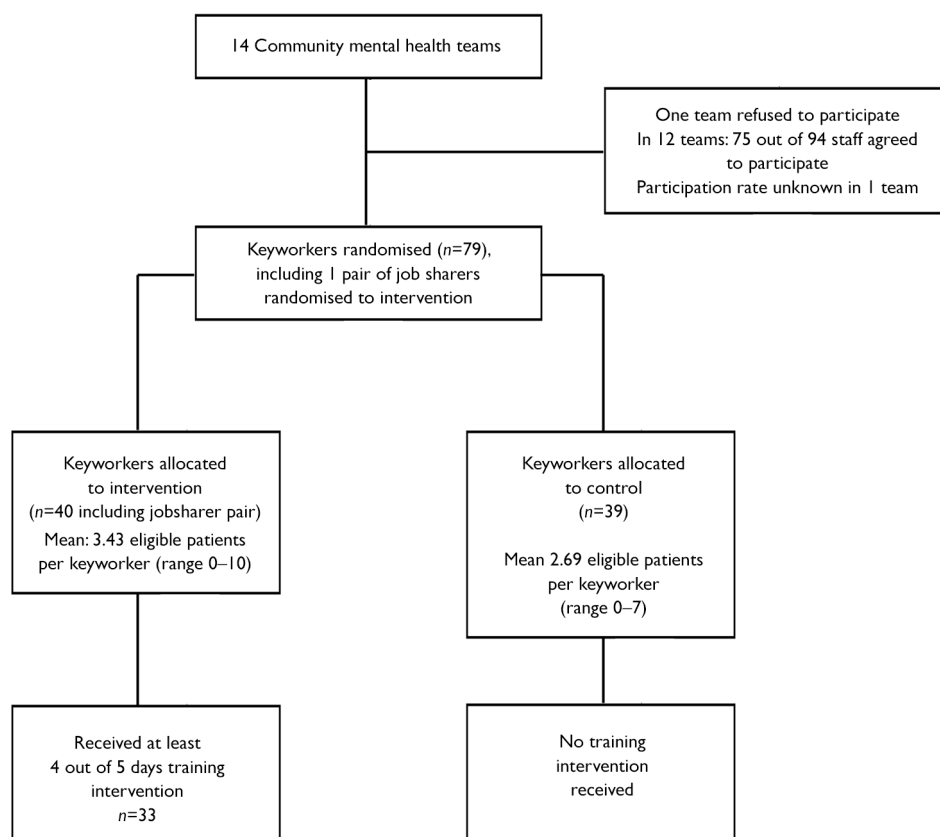 14 Community mental health teams
One team refused to participate
In 12 teams: 75 out of 94 staff agreed
to participate
Participation rate unknown in 1 team
Keyworkers randomised (n=79),
including 1 pair of job sharers
randomised to intervention
Keyworkers allocated
to intervention
(n=40 including jobsharer pair)
Mean: 3.43 eligible patients
per keyworker (range 0–10)
Keyworkers allocated
to control
(n=39)
Mean 2.69 eligible patients
per keyworker
(range 0–7)
Received at least
4 out of 5 days training
intervention
n=33
No training
intervention
received